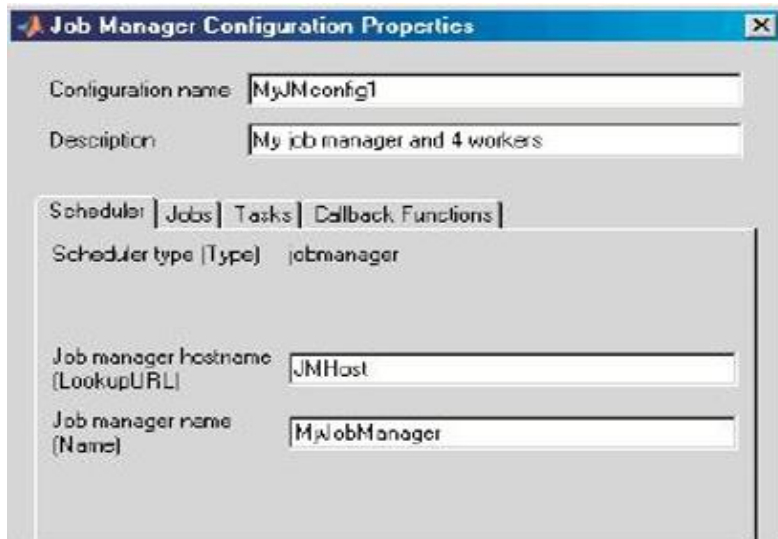 Job Manager Configuration Properties
Configuration name MyJMconfig1
Description My job manager and 4 workers
Scheduler Jobs Tasks Callback Functions
Scheduler type (Type) jobmanager
Job manager hostname
(LookupURL)
JMHost
Job manager name
(Name)
MyJobManager